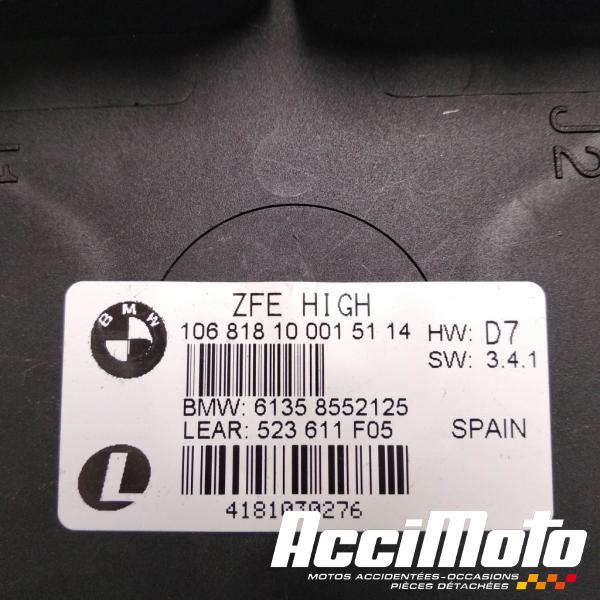 J2
ZFE HIGH
BMW
106 818 10 001 51 14 HW: D7
SW: 3.4.1
BMW: 6135 8552125
LEAR: 523 611 F05 SPAIN
L
4181030276
AcciMoto
MOTOS ACCIDENTÉES-OCCASIONS
PIÈCES DÉTACHÉES